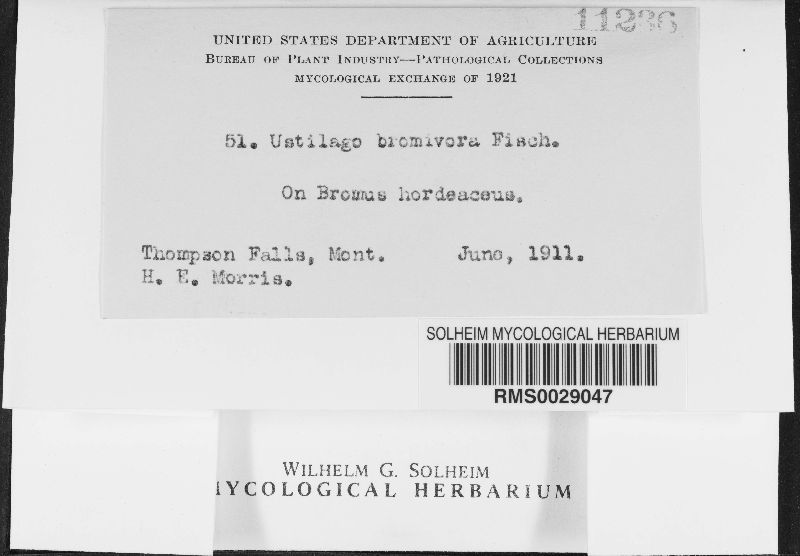 11236
UNITED STATES DEPARTMENT OF AGRICULTURE
BUREAU OF PLANT INDUSTRY—PATHOLOGICAL COLLECTIONS
MYCOLOGICAL EXCHANGE OF 1921
51. Ustilago bromivora Fisch.
On Bromus hordeaceus.
Thompson Falls, Mont. June, 1911.
H. E. Morris.
SOLHEIM MYCOLOGICAL HERBARIUM
RMS0029047
WILHELM G. SOLHEIM
MYCOLOGICAL HERBARIUM